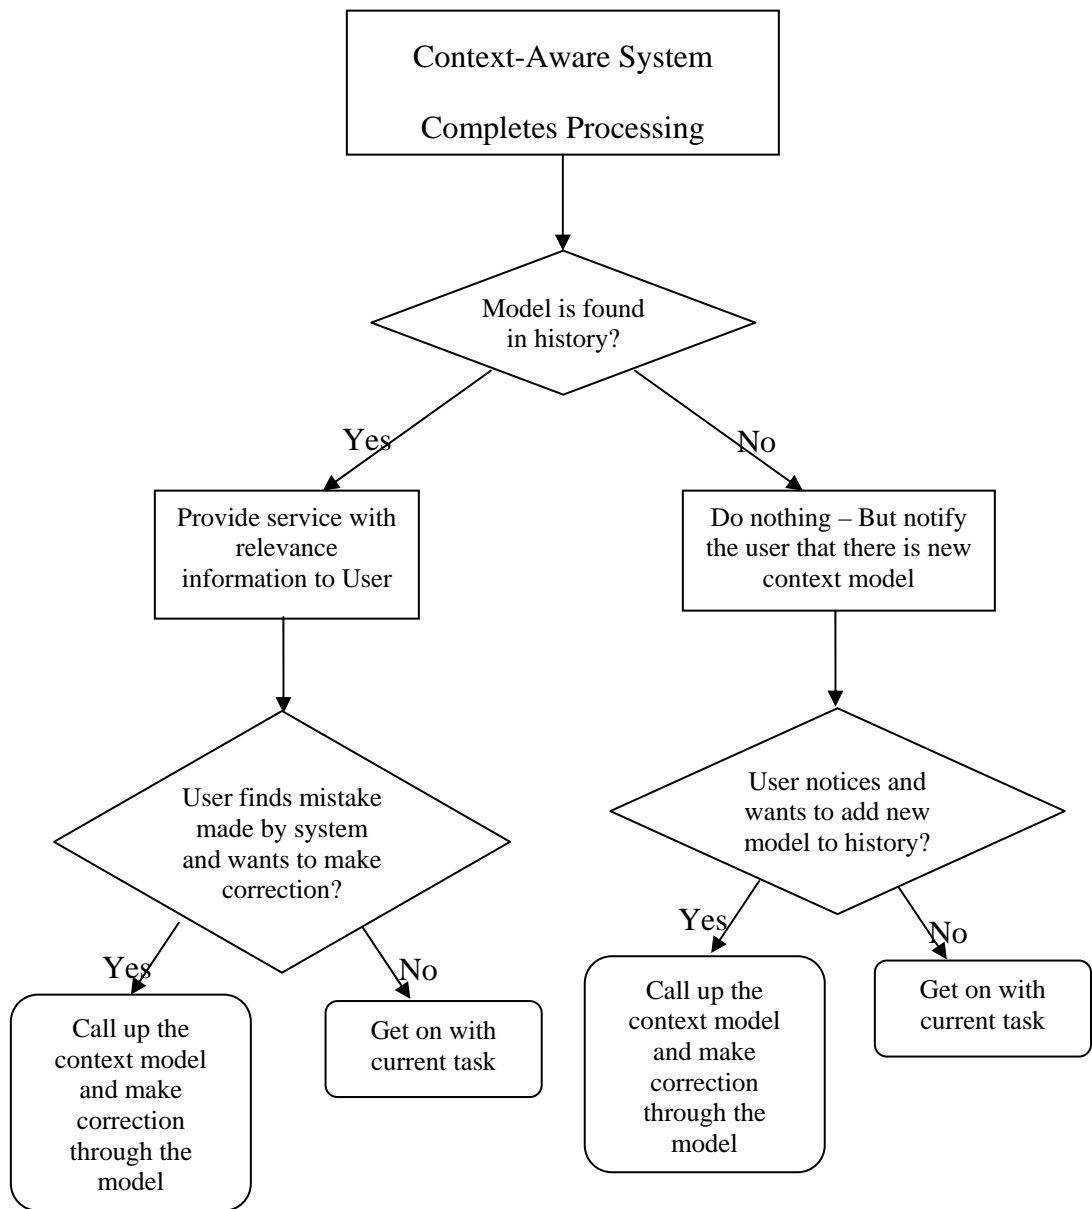 Context-Aware System
Completes Processing
Model is found
in history?
Yes
No
Provide service with
relevance
information to User
Do nothing – But notify
the user that there is new
context model
User finds mistake
made by system
and wants to make
correction?
User notices and
wants to add new
model to history?
Yes
No
Yes
No
Call up the
context model
and make
correction
through the
model
Get on with
current task
Call up the
context model
and make
correction
through the
model
Get on with
current task